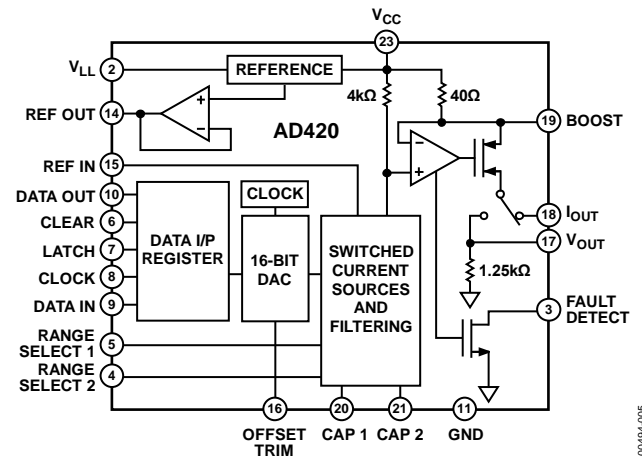 VCC
23
VLL
2
REFERENCE
4kΩ
40Ω
REF OUT
14
+
−
AD420
−
+
19
BOOST
REF IN
15
DATA OUT
10
CLOCK
18
IOUT
CLEAR
6
17
VOUT
LATCH
7
DATA I/P
REGISTER
16-BIT
DAC
SWITCHED
CURRENT
SOURCES
AND
FILTERING
1.25kΩ
CLOCK
8
DATA IN
9
3
FAULT
DETECT
RANGE
SELECT 1
5
RANGE
SELECT 2
4
16
20
21
11
OFFSET
TRIM
CAP 1
CAP 2
GND
00494-005